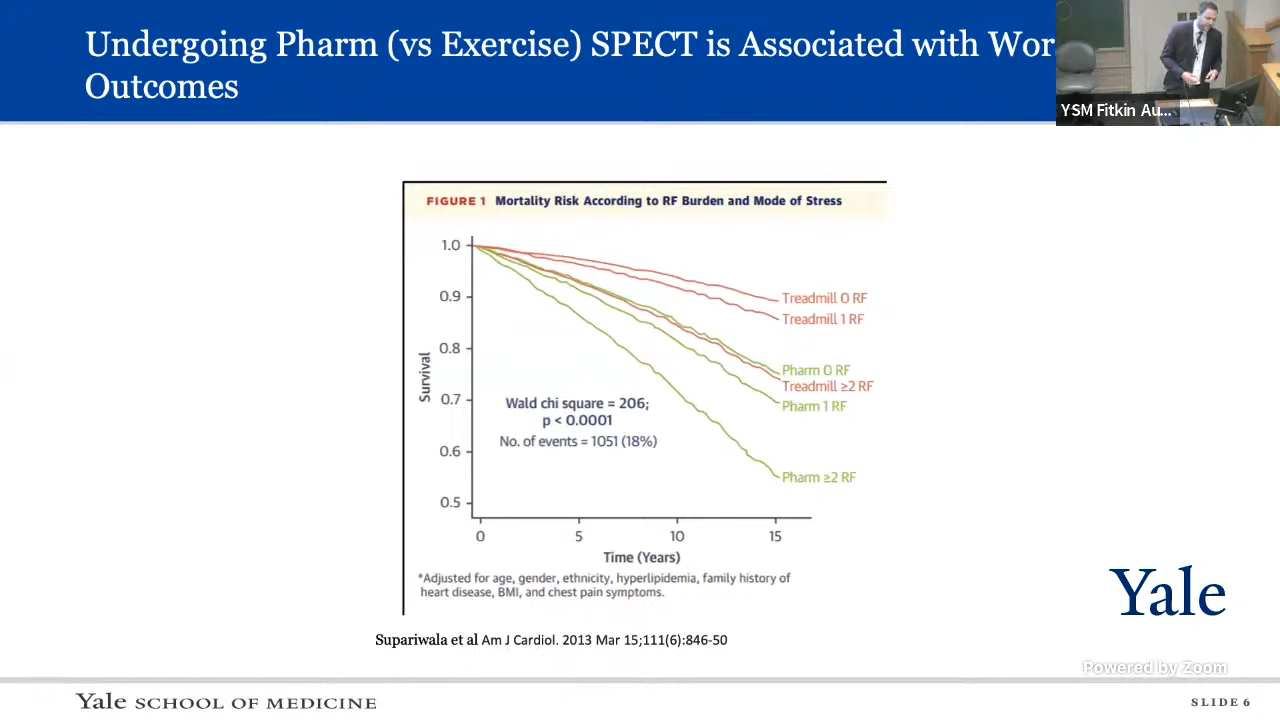 Undergoing Pharm (vs Exercise) SPECT is Associated with Wor
Outcomes
YSM Fitkin Au...
FIGURE 1 Mortality Risk According to RF Burden and Mode of Stress
1.0
0.9
0.8
0.7
0.6
0.5
Survival
Treadmill 0 RF
Treadmill 1 RF
Pharm 0 RF
Treadmill ≥2 RF
Pharm 1 RF
Pharm ≥2 RF
Wald chi square = 206;
p < 0.0001
No. of events = 1051 (18%)
0 5 10 15
Time (Years)
*Adjusted for age, gender, ethnicity, hyperlipidemia, family history of
heart disease, BMI, and chest pain symptoms.
Supariwala et al Am J Cardiol. 2013 Mar 15;111(6):846-50
Yale
Powered by Zoom
Yale SCHOOL OF MEDICINE
SLIDE 6